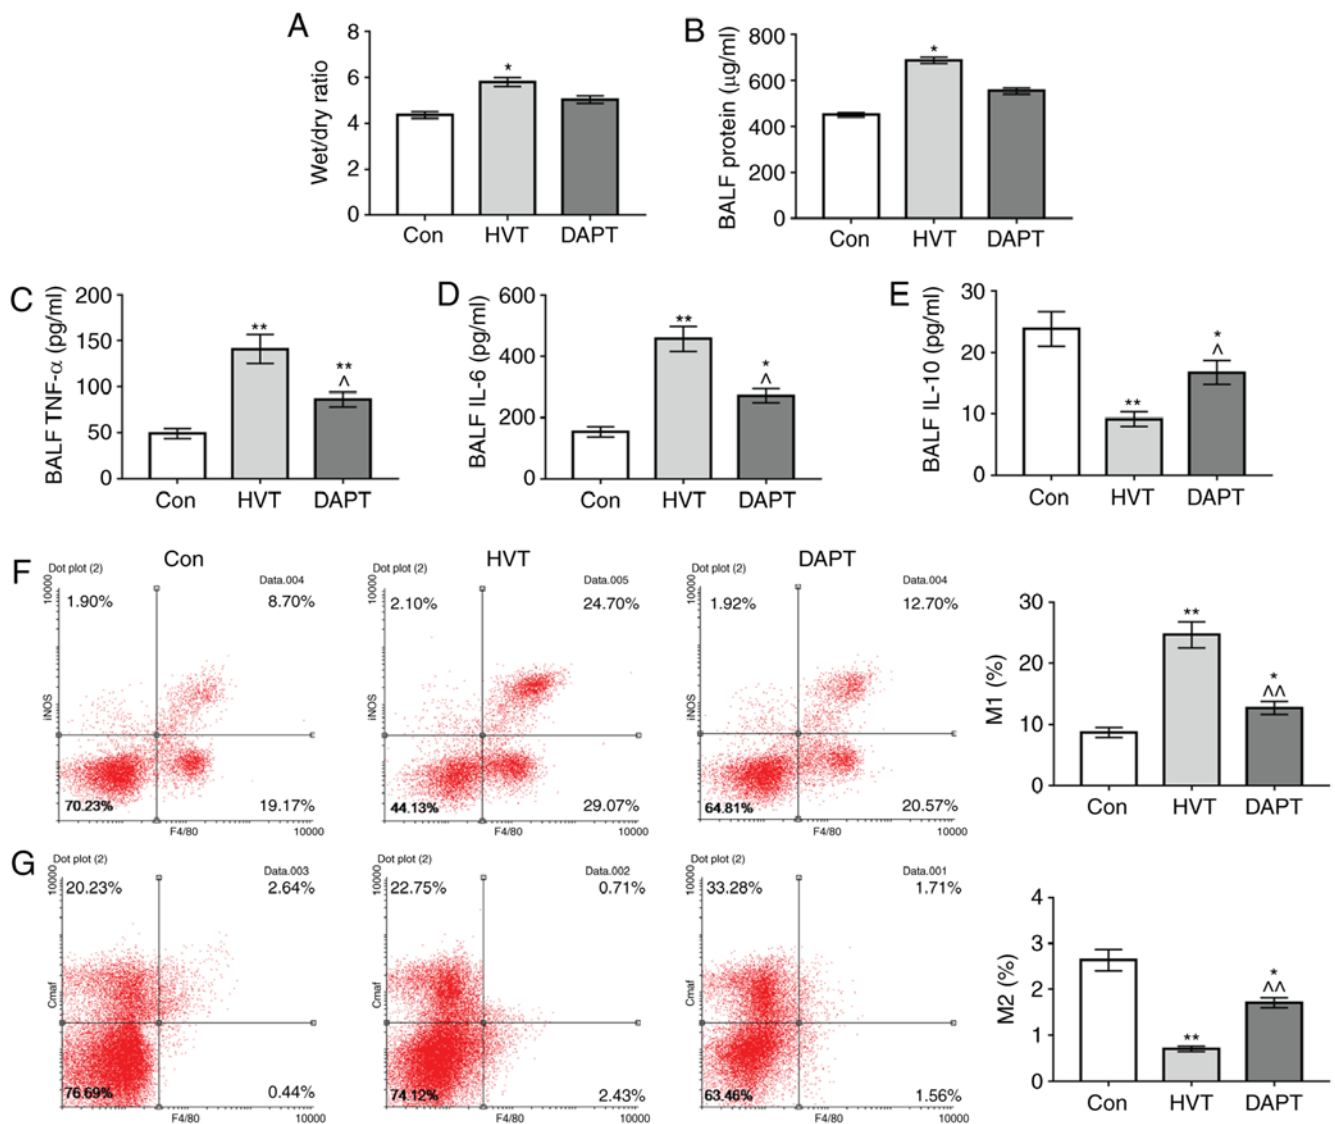 A
Wet/dry ratio
8
6
4
2
0
*
Con HVT DAPT
B
BALF protein (μg/ml)
800
600
400
200
0
*
Con HVT DAPT
C
BALF TNF-α (pg/ml)
200
150
100
50
0
**
**
^
Con HVT DAPT
D
BALF IL-6 (pg/ml)
600
400
200
0
**
*
^
Con HVT DAPT
E
BALF IL-10 (pg/ml)
30
20
10
0
**
*
^
Con HVT DAPT
F
Con
Dot plot (2)
Data.004
10000
1.90% 8.70%
iNOS
70.23% 19.17%
F4/80 10000
HVT
Dot plot (2)
Data.005
10000
2.10% 24.70%
iNOS
44.13% 29.07%
F4/80 10000
DAPT
Dot plot (2)
Data.004
10000
1.92% 12.70%
iNOS
64.81% 20.57%
F4/80 10000
M1 (%)
30
20
10
0
**
*
^^
Con HVT DAPT
G
Dot plot (2)
Data.003
10000
20.23% 2.64%
Cmaf
76.69% 0.44%
F4/80 10000
Dot plot (2)
Data.002
10000
22.75% 0.71%
Cmaf
74.12% 2.43%
F4/80 10000
Dot plot (2)
Data.001
10000
33.28% 1.71%
Cmaf
63.46% 1.56%
F4/80 10000
M2 (%)
4
3
2
1
0
**
*
^^
Con HVT DAPT